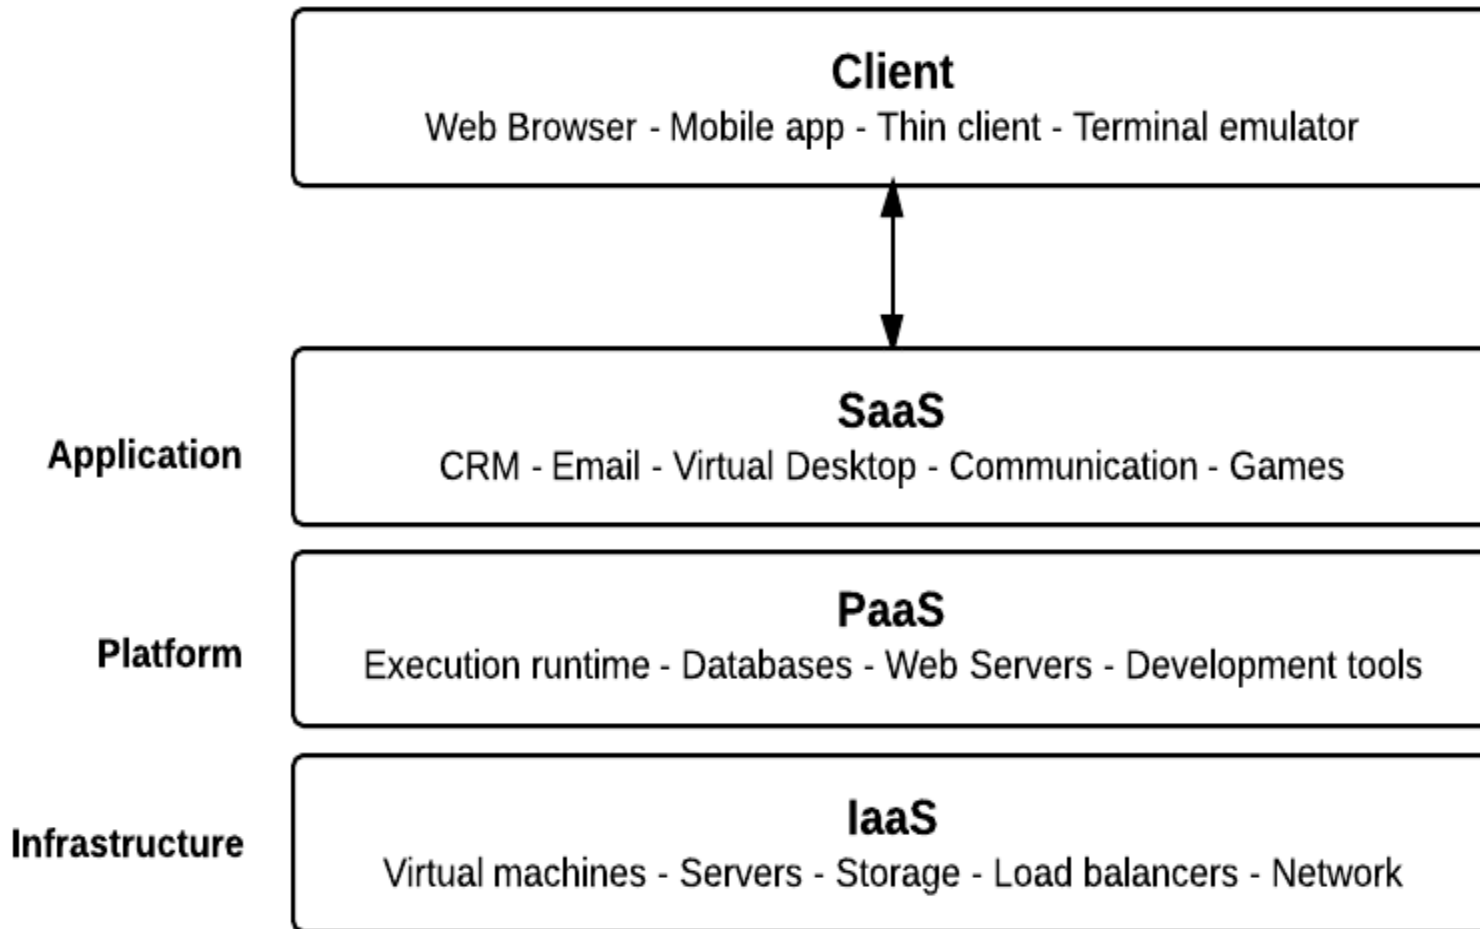 Client
Web Browser - Mobile app - Thin client - Terminal emulator
Application
SaaS
CRM - Email - Virtual Desktop - Communication - Games
Platform
PaaS
Execution runtime - Databases - Web Servers - Development tools
Infrastructure
IaaS
Virtual machines - Servers - Storage - Load balancers - Network